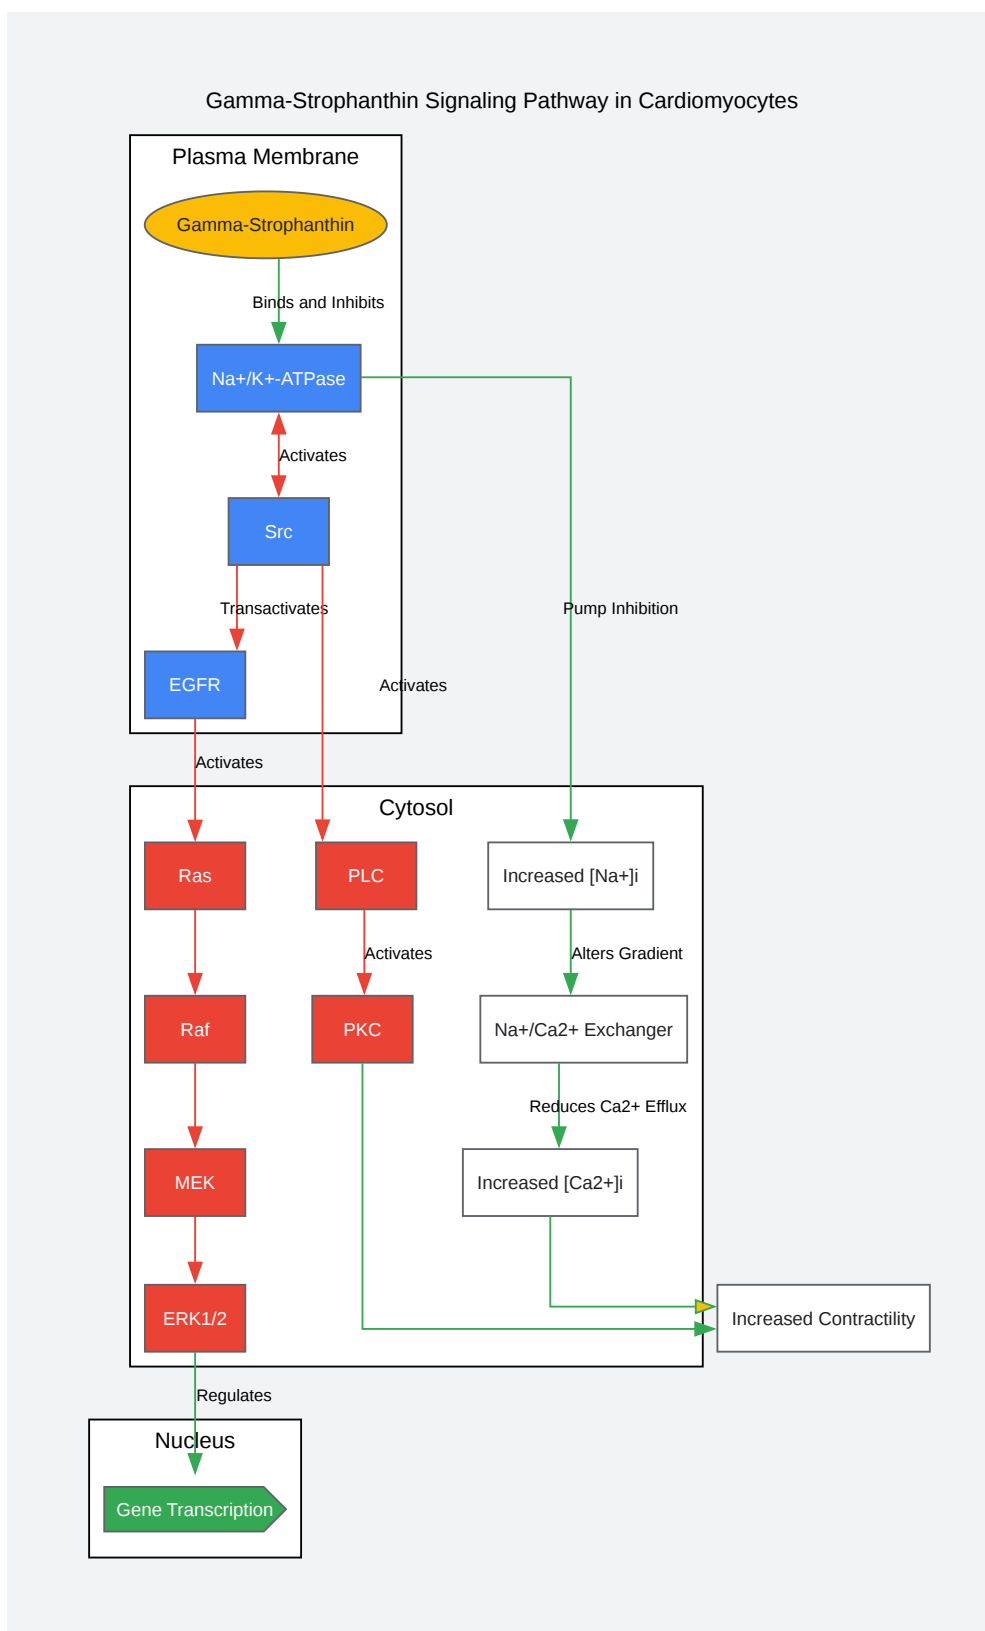 Gamma-Strophanthin Signaling Pathway in Cardiomyocytes
Plasma Membrane
Gamma-Strophanthin
Binds and Inhibits
Na+/K+-ATPase
Activates
Src
Transactivates
Pump Inhibition
EGFR
Activates
Activates
Cytosol
Ras
PLC
Increased [Na+]i
Activates
Alters Gradient
Raf
PKC
Na+/Ca2+ Exchanger
Reduces Ca2+ Efflux
MEK
Increased [Ca2+]i
ERK1/2
Increased Contractility
Regulates
Nucleus
Gene Transcription